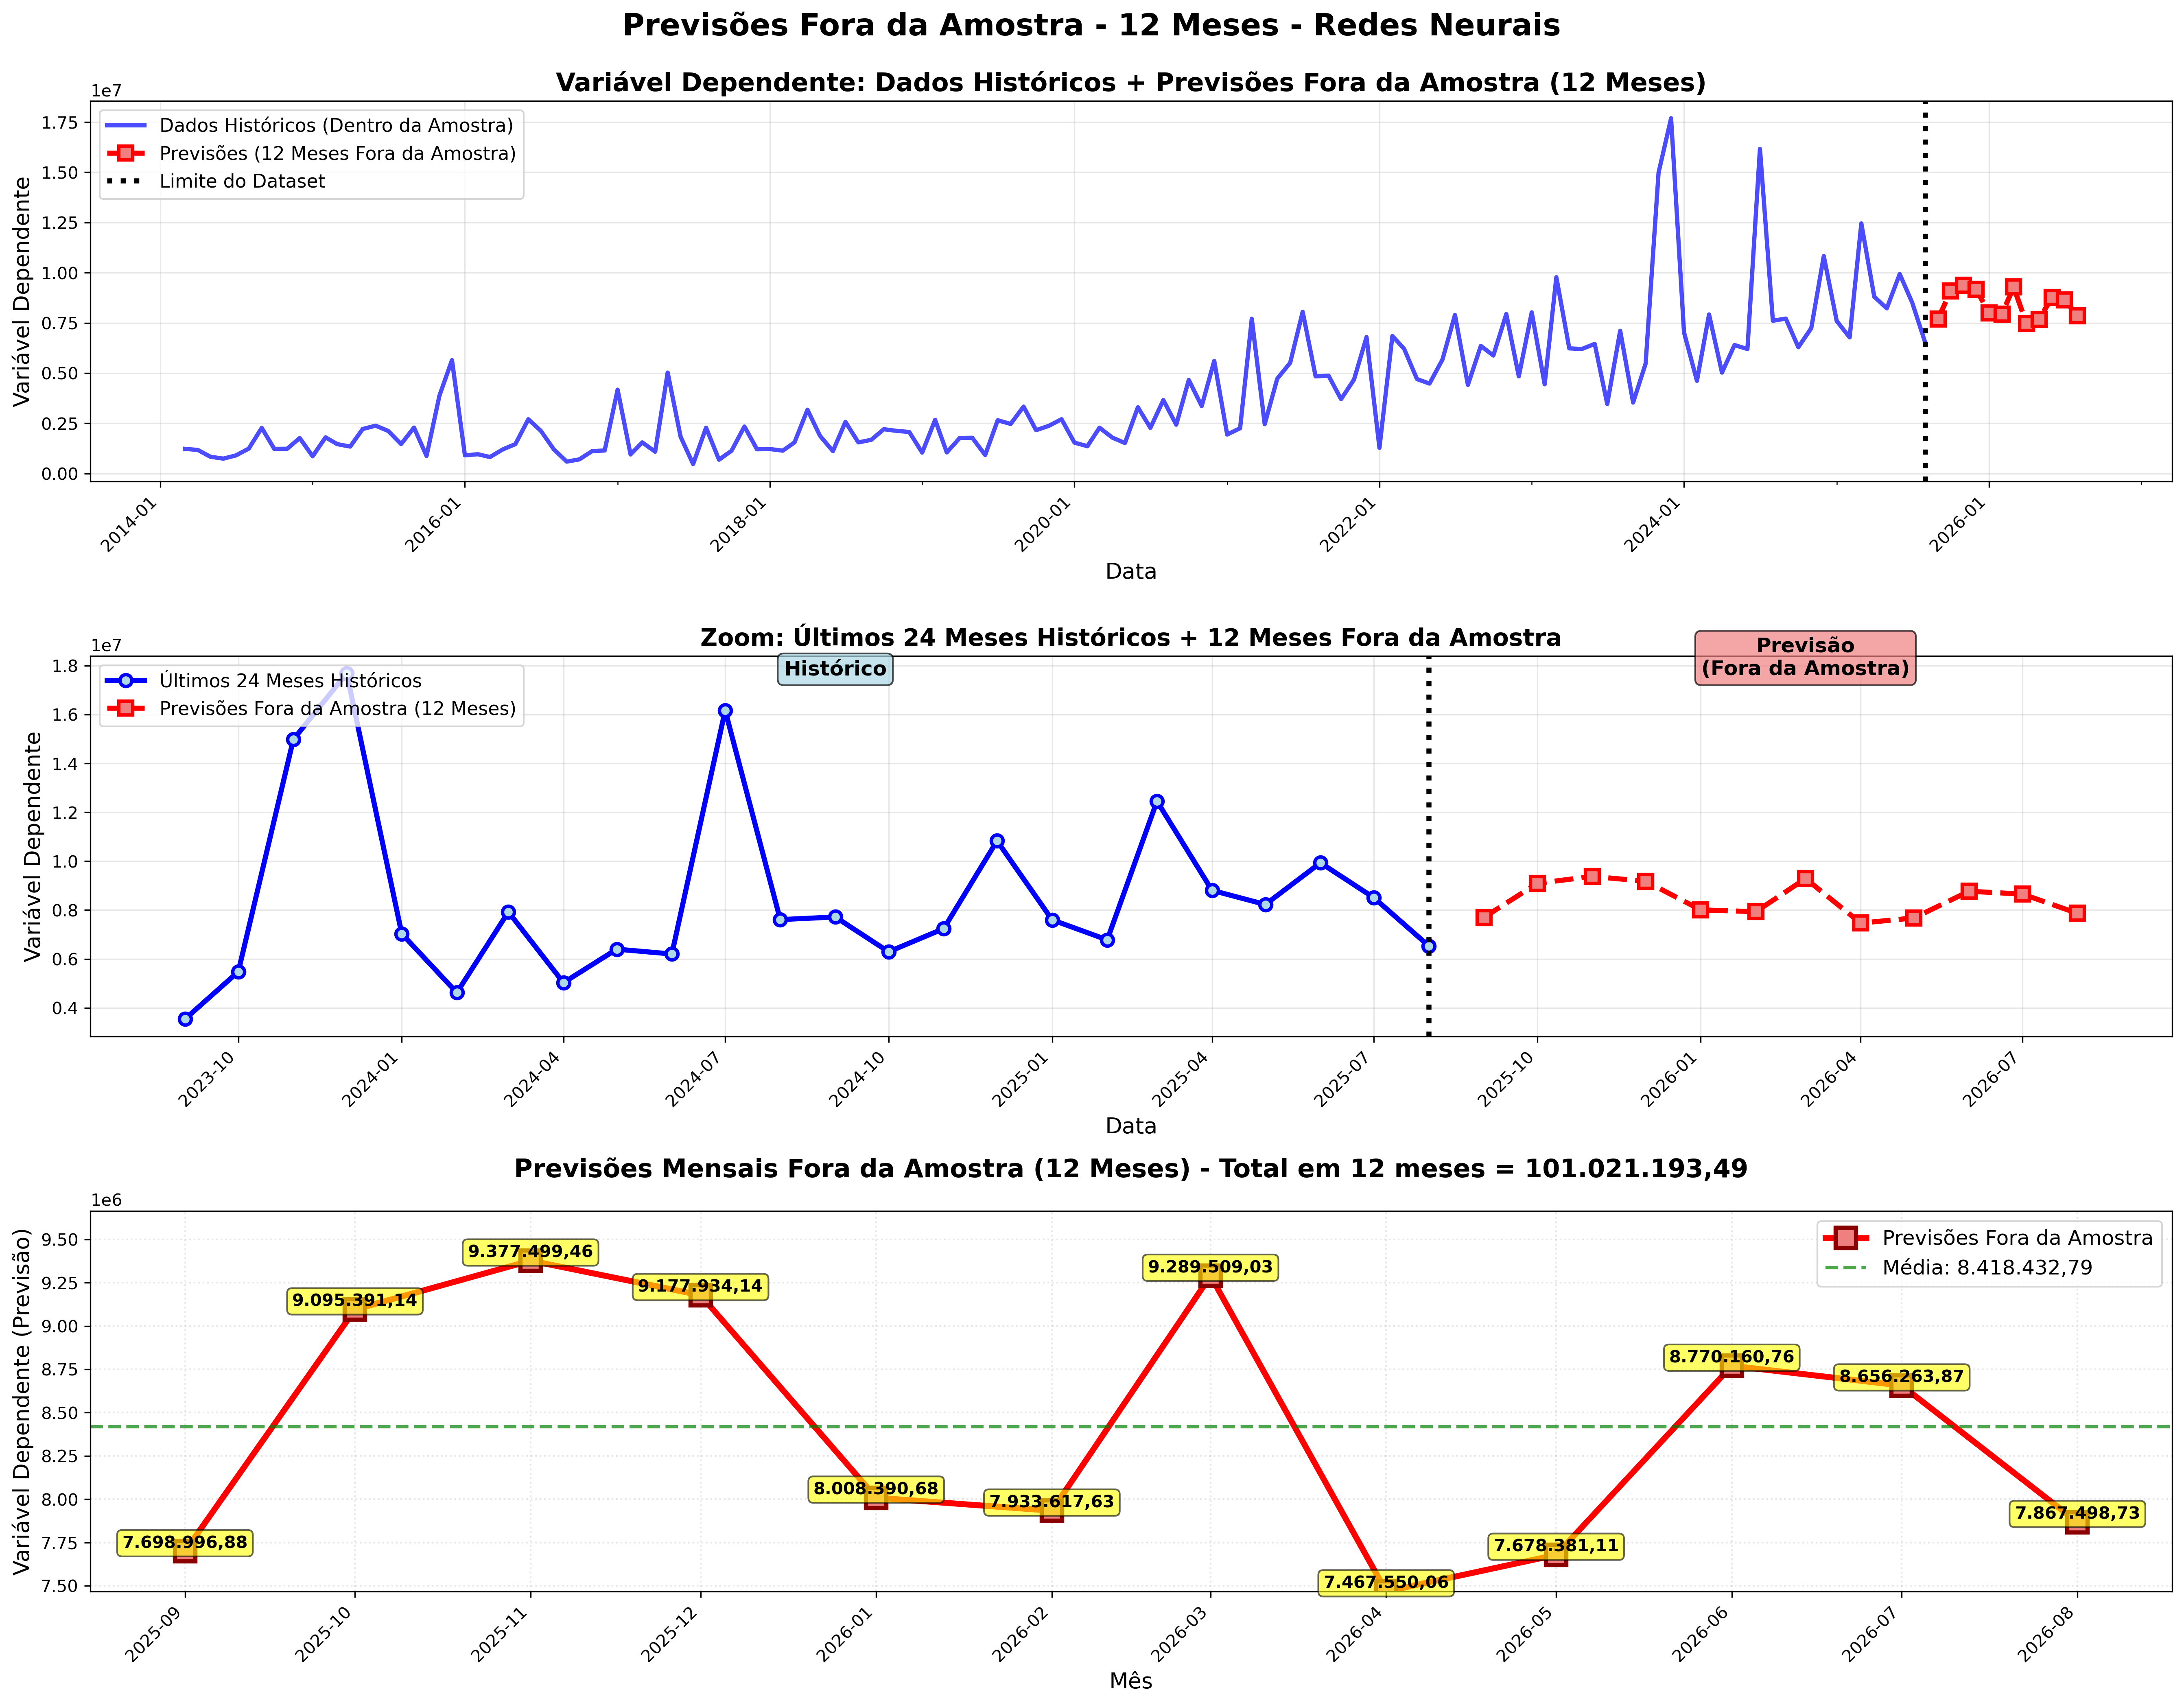 Previsões Fora da Amostra - 12 Meses - Redes Neurais
Variável Dependente: Dados Históricos + Previsões Fora da Amostra (12 Meses)
1e7
Dados Históricos (Dentro da Amostra)
Previsões (12 Meses Fora da Amostra)
Limite do Dataset
Variável Dependente
1.75
1.50
1.25
1.00
0.75
0.50
0.25
0.00
2014-01
2016-01
2018-01
2020-01
2022-01
2024-01
2026-01
Data
Zoom: Últimos 24 Meses Históricos + 12 Meses Fora da Amostra
1e7
Últimos 24 Meses Históricos
Previsões Fora da Amostra (12 Meses)
Histórico
Previsão
(Fora da Amostra)
Variável Dependente
1.8
1.6
1.4
1.2
1.0
0.8
0.6
0.4
2023-10
2024-01
2024-04
2024-07
2024-10
2025-01
2025-04
2025-07
2025-10
2026-01
2026-04
2026-07
Data
Previsões Mensais Fora da Amostra (12 Meses) - Total em 12 meses = 101.021.193,49
1e6
Previsões Fora da Amostra
Média: 8.418.432,79
Variável Dependente (Previsão)
9.50
9.25
9.00
8.75
8.50
8.25
8.00
7.75
7.50
7.698.996,88
9.095.391,14
9.377.499,46
9.177.934,14
8.008.390,68
7.933.617,63
9.289.509,03
7.467.550,06
7.678.381,11
8.770.160,76
8.656.263,87
7.867.498,73
2025-09
2025-10
2025-11
2025-12
2026-01
2026-02
2026-03
2026-04
2026-05
2026-06
2026-07
2026-08
Mês